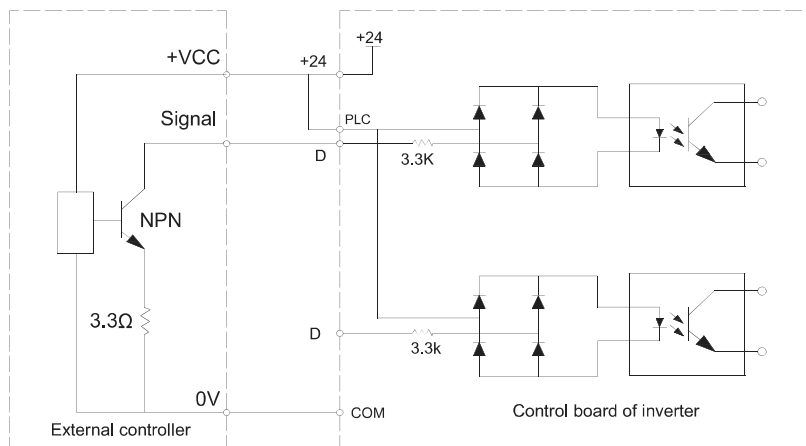 +VCC
+24
+24
Signal
PLC
D
3.3K
NPN
3.3Ω
D
3.3k
0V
COM
External controller
Control board of inverter